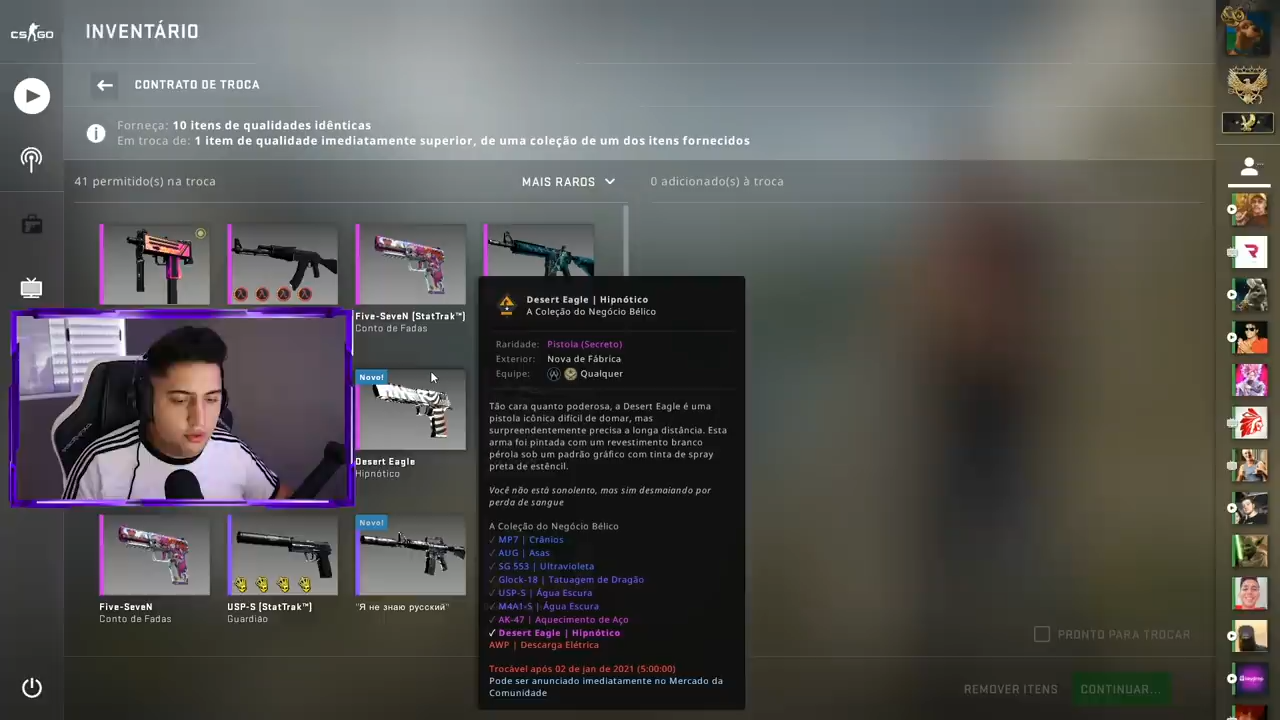 CS GO
INVENTÁRIO
CONTRATO DE TROCA
Forneça: 10 itens de qualidades idênticas
Em troca de: 1 item de qualidade imediatamente superior, de uma coleção de um dos itens fornecidos
41 permitido(s) na troca
MAIS RAROS
0 adicionado(s) à troca
Five-SeveN [StatTrak™]
Conto de Fadas
Novo!
Desert Eagle
Hipnótico
Novo!
Five-SeveN
Conto de Fadas
USP-S [StatTrak™]
Guardião
"Я не знаю русский"
Desert Eagle | Hipnótico
A Coleção do Negócio Bélico
Raridade: Pistola (Secreto)
Exterior: Nova de Fábrica
Equipe: Qualquer
Tão cara quanto poderosa, a Desert Eagle é uma
pistola icônica difícil de domar, mas
surpreendentemente precisa a longa distância. Esta
arma foi pintada com um revestimento branco
pérola sob um padrão gráfico com tinta de spray
preta de estêncil.
Você não está sonolento, mas sim desmaiando por
perda de sangue
A Coleção do Negócio Bélico
✓ MP7 | Crânios
✓ AUG | Asas
✓ SG 553 | Ultravioleta
✓ Glock-18 | Tatuagem de Dragão
✓ USP-S | Água Escura
✓ M4A1-S | Água Escura
✓ AK-47 | Aquecimento de Aço
✓ Desert Eagle | Hipnótico
AWP | Descarga Elétrica
Trocável após 02 de jan de 2021 (5:00:00)
Pode ser anunciado imediatamente no Mercado da
Comunidade
PRONTO PARA TROCAR
REMOVER ITENS
CONTINUAR...